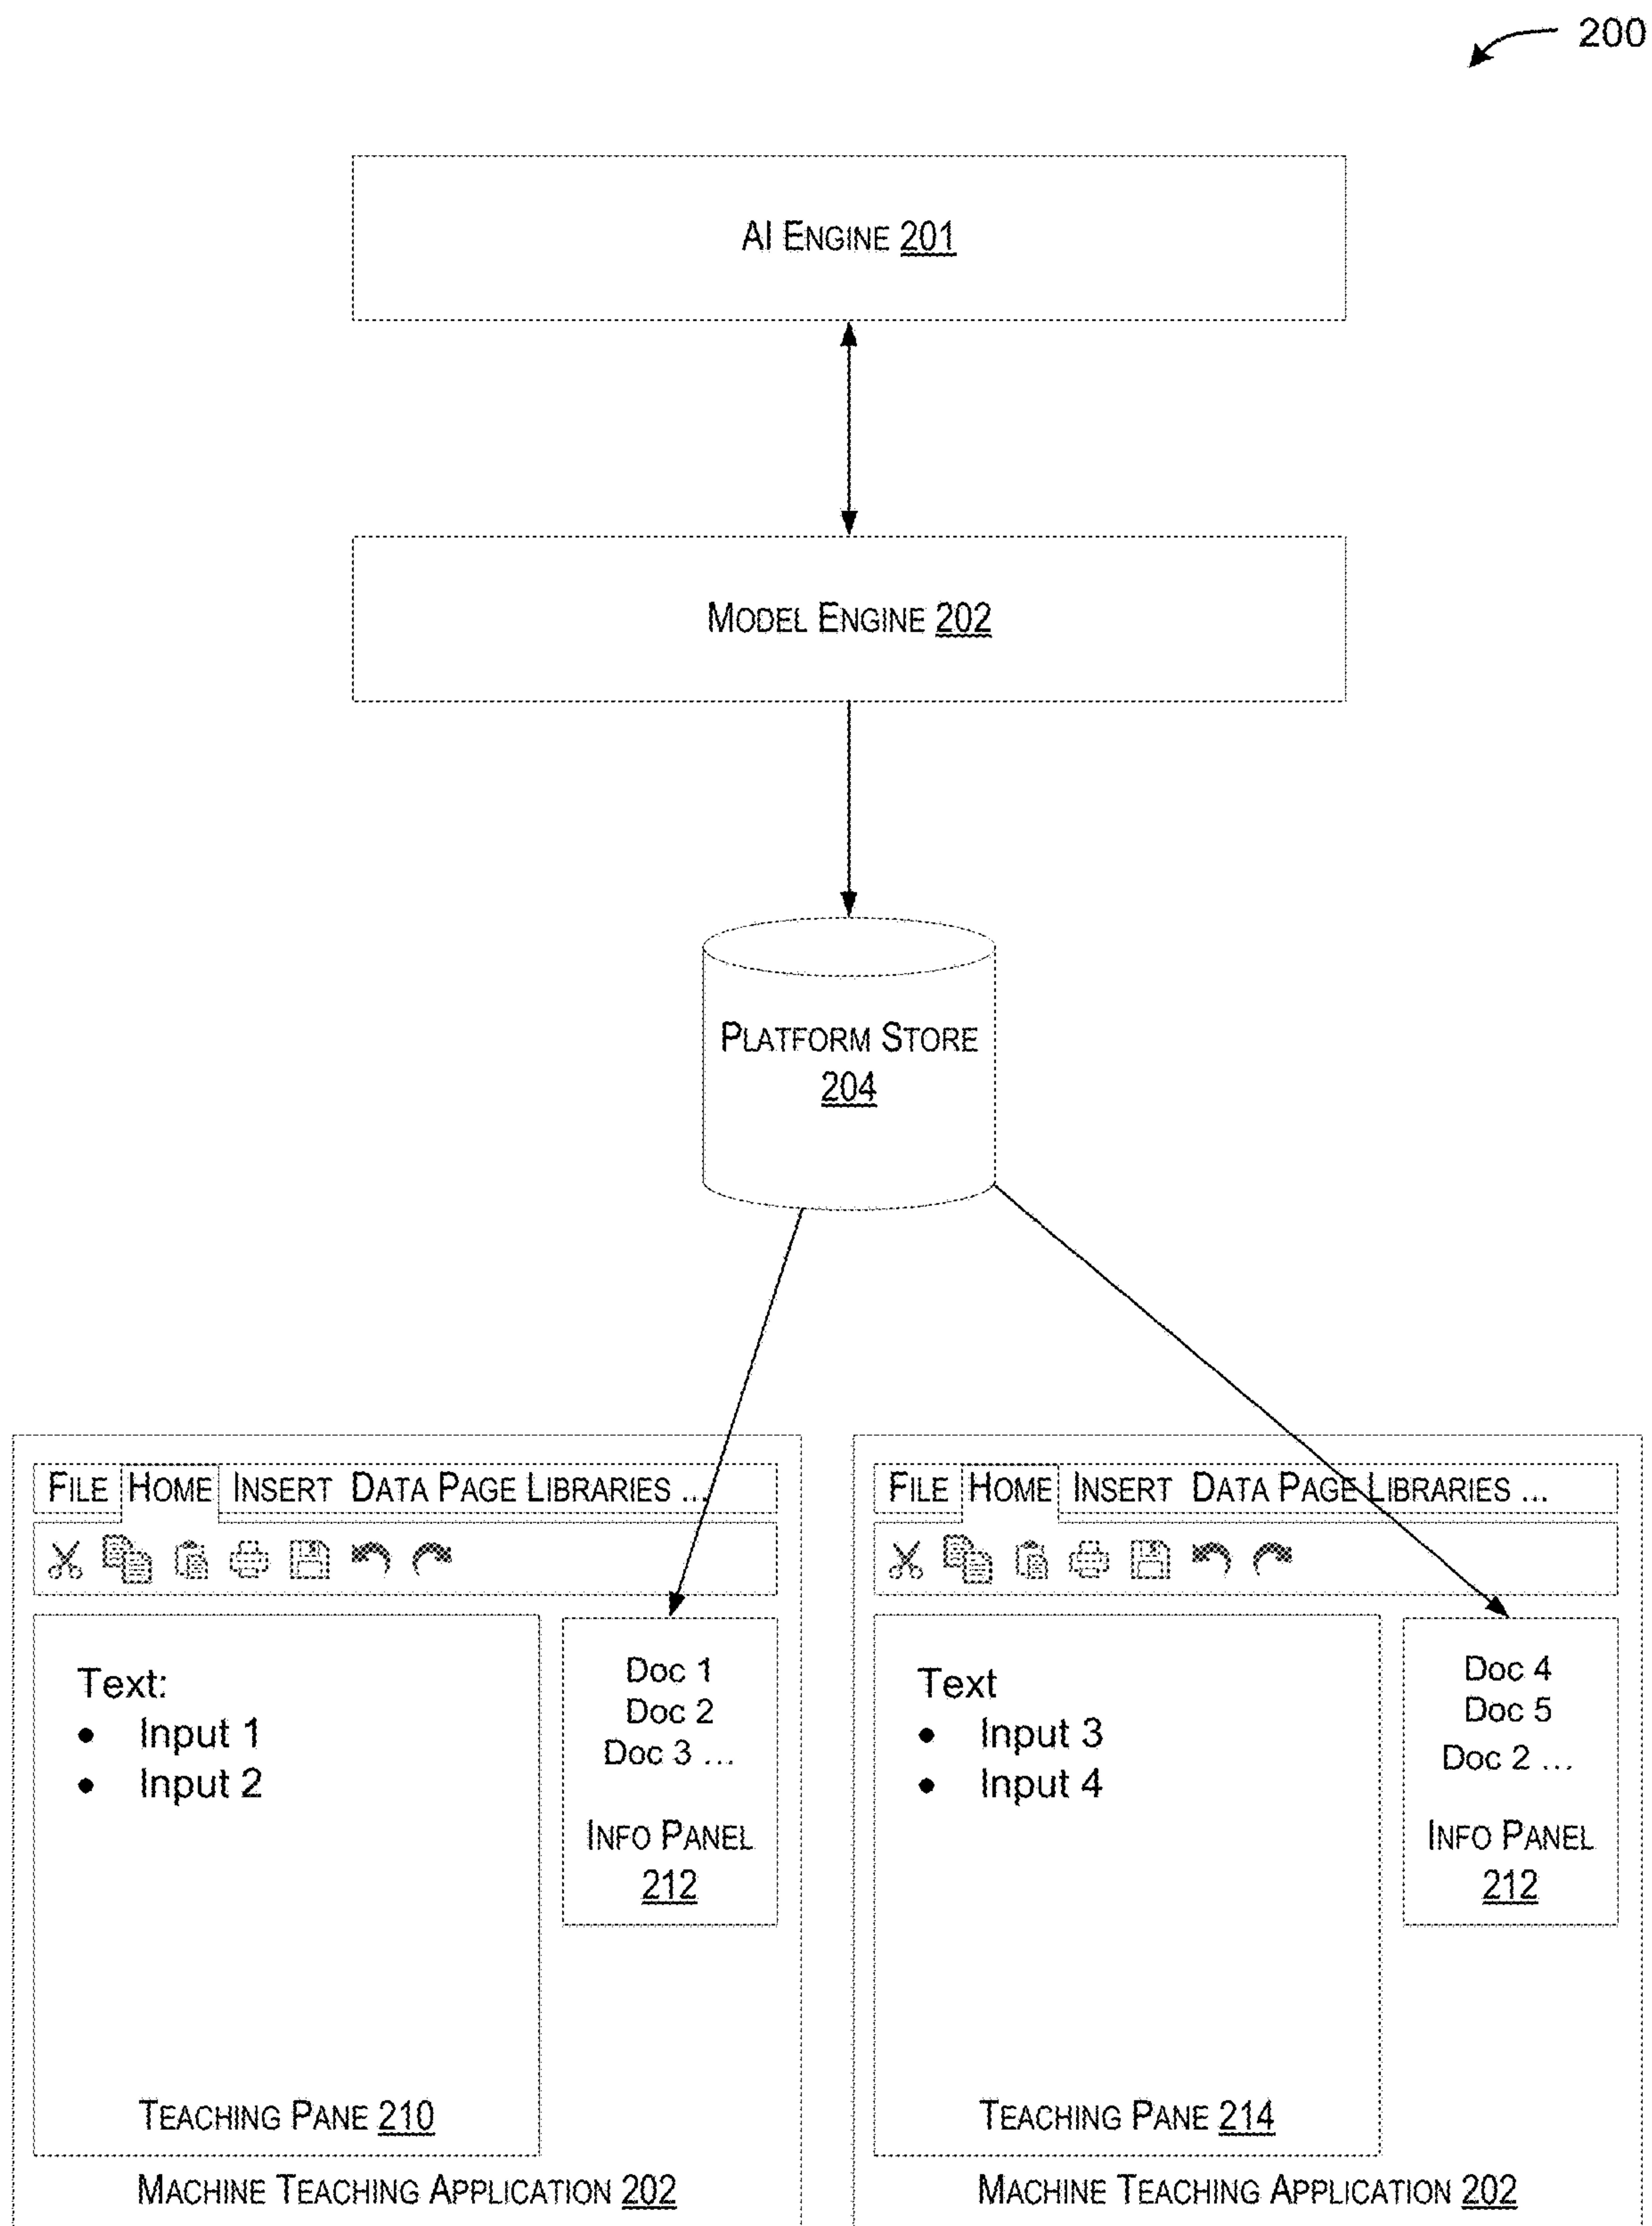 200
AI ENGINE 201
MODEL ENGINE 202
PLATFORM STORE
204
FILE HOME INSERT DATA PAGE LIBRARIES ...
Text:
• Input 1
• Input 2
Doc 1
Doc 2
Doc 3 ...
INFO PANEL
212
TEACHING PANE 210
MACHINE TEACHING APPLICATION 202
FILE HOME INSERT DATA PAGE LIBRARIES ...
Text
• Input 3
• Input 4
Doc 4
Doc 5
Doc 2 ...
INFO PANEL
212
TEACHING PANE 214
MACHINE TEACHING APPLICATION 202